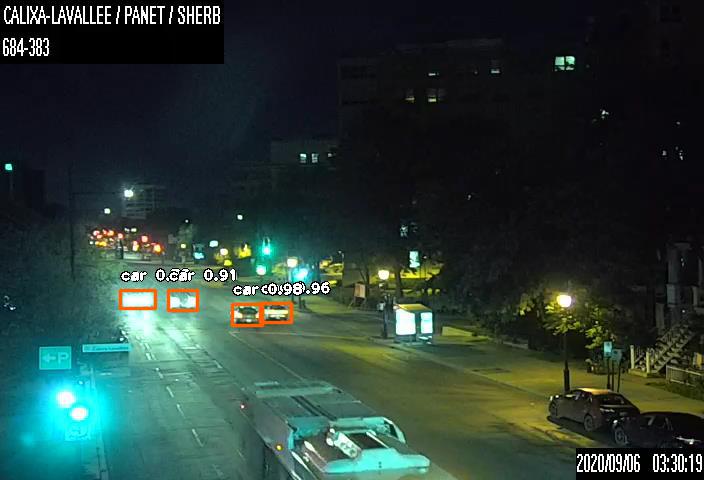 CALIXA-LAVALLEE / PANET / SHERB
684-383
car 0.91
car 0.98
0.96
P
2020/09/06 03:30:19